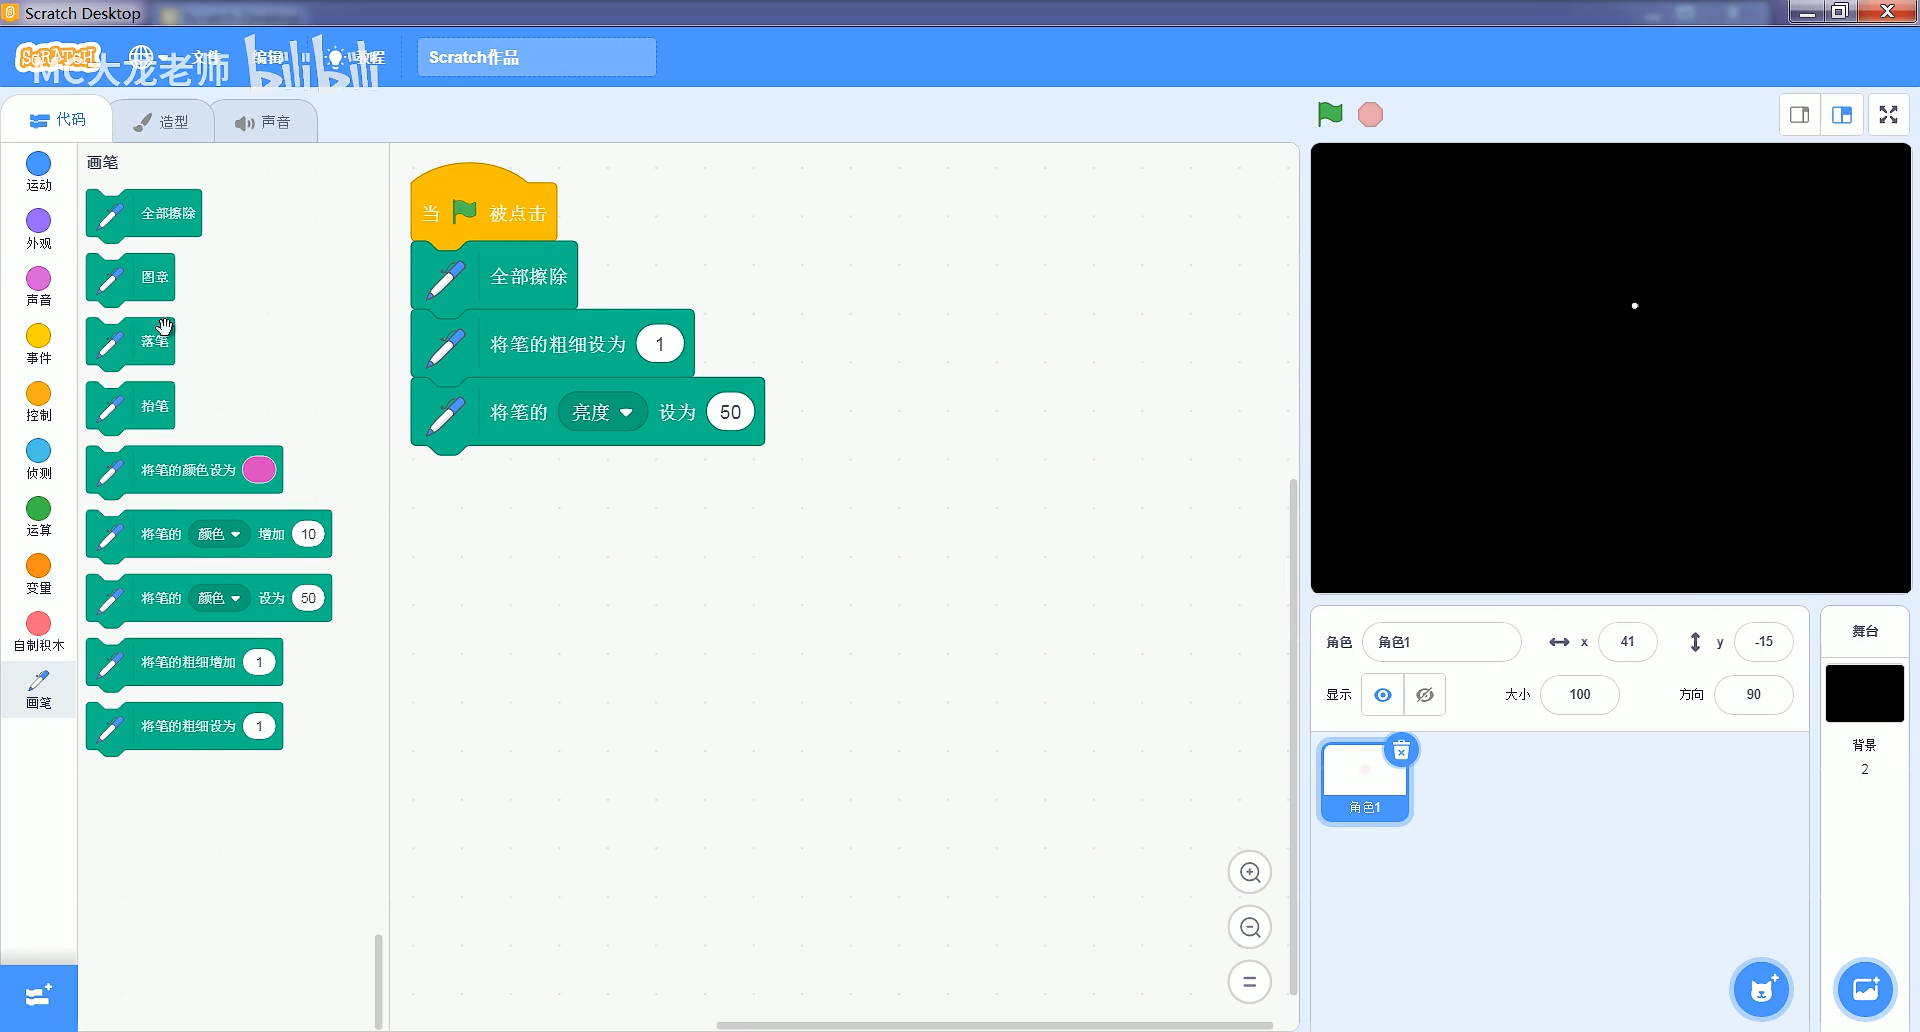 Scratch Desktop
SCRATCH
文件
编辑
教程
Scratch作品
MC大龙老师
bilibili
代码
造型
声音
运动
外观
声音
事件
控制
侦测
运算
变量
自制积木
画笔
画笔
全部擦除
图章
落笔
抬笔
将笔的颜色设为
将笔的 颜色 增加 10
将笔的 颜色 设为 50
将笔的粗细增加 1
将笔的粗细设为 1
当 被点击
全部擦除
将笔的粗细设为 1
将笔的 亮度 设为 50
角色 角色1 x 41 y -15
显示 大小 100 方向 90
角色1
舞台
背景
2